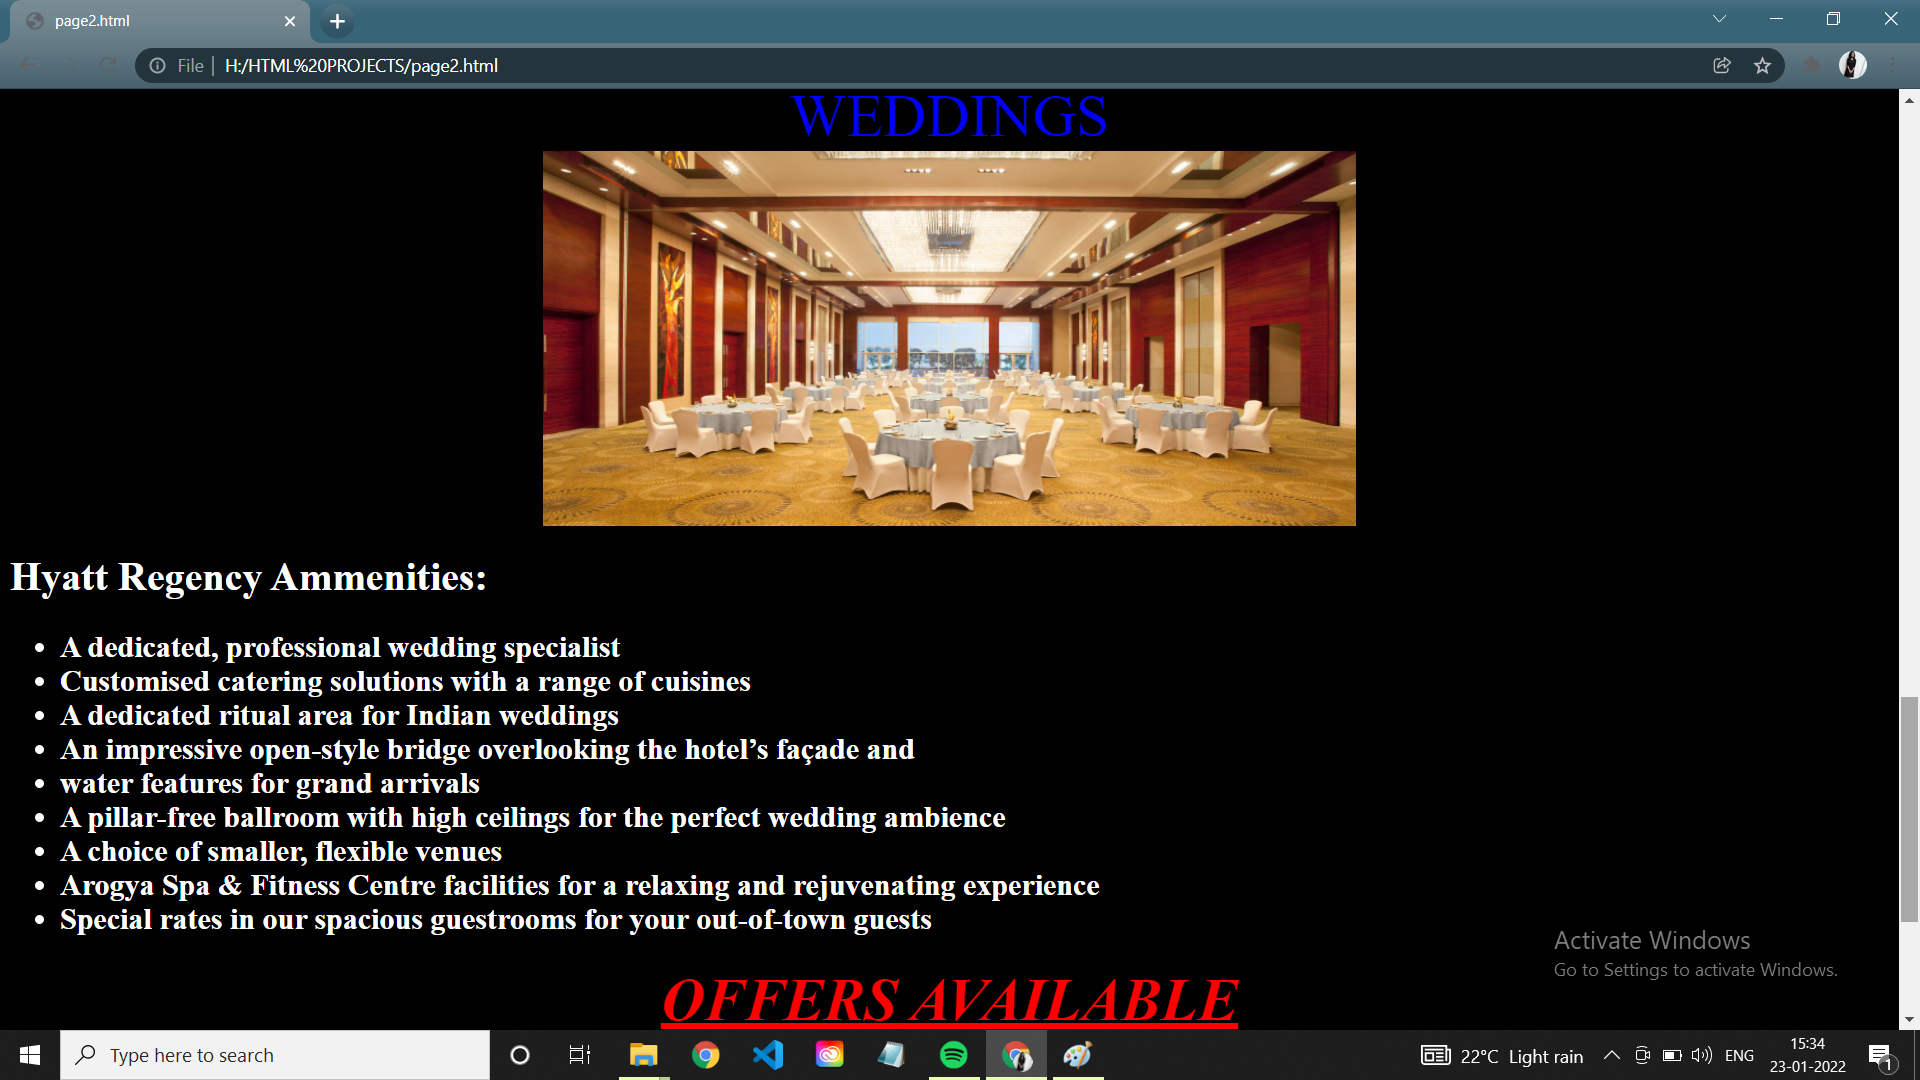 page2.html
File | H:/HTML%20PROJECTS/page2.html
WEDDINGS
Hyatt Regency Ammenities:
• A dedicated, professional wedding specialist
• Customised catering solutions with a range of cuisines
• A dedicated ritual area for Indian weddings
• An impressive open-style bridge overlooking the hotel’s façade and
• water features for grand arrivals
• A pillar-free ballroom with high ceilings for the perfect wedding ambience
• A choice of smaller, flexible venues
• Arogya Spa & Fitness Centre facilities for a relaxing and rejuvenating experience
• Special rates in our spacious guestrooms for your out-of-town guests
Activate Windows
Go to Settings to activate Windows.
OFFERS AVAILABLE
Type here to search
22°C Light rain
ENG
15:34
23-01-2022
1